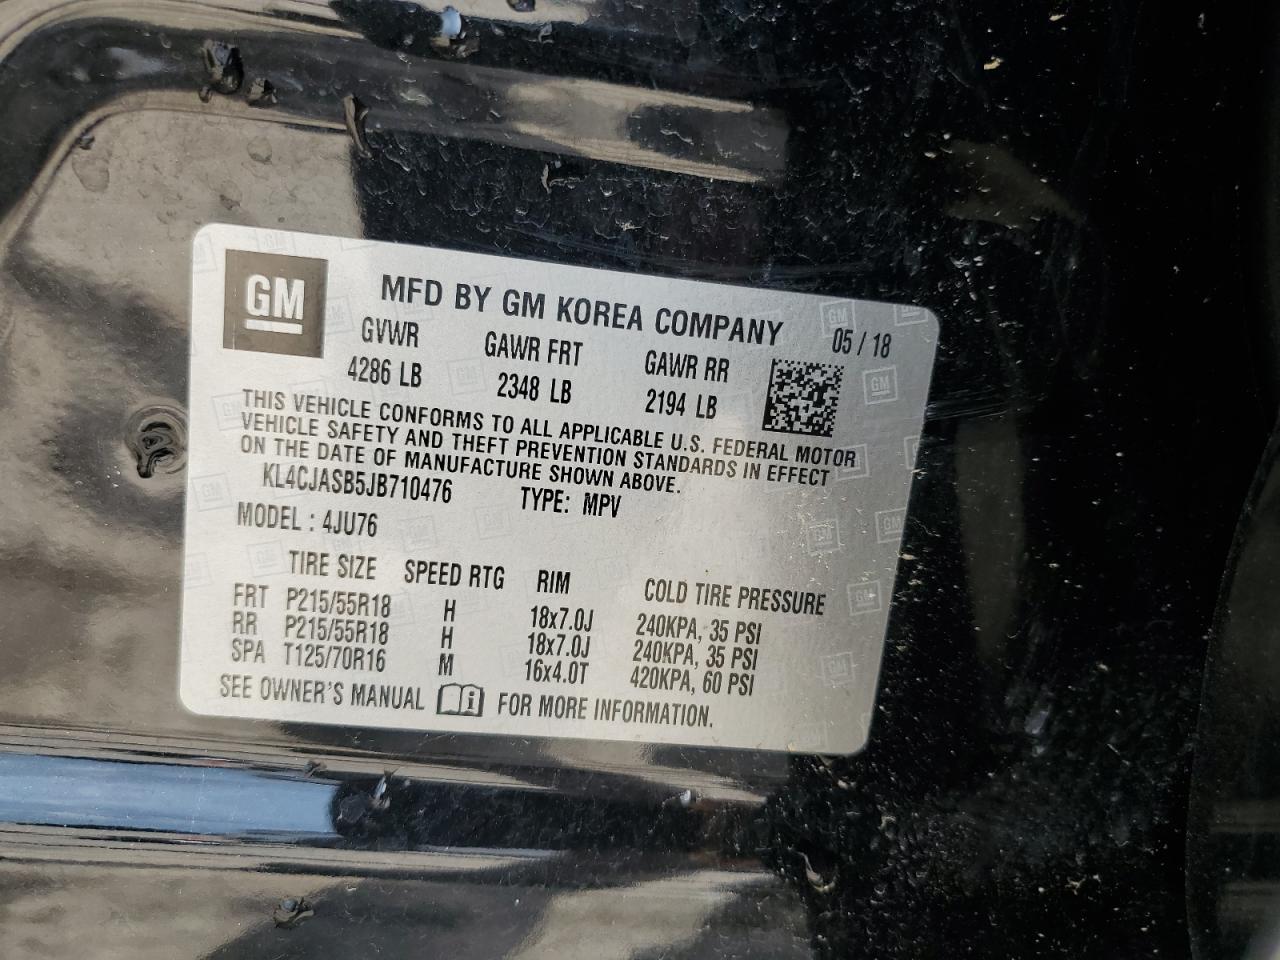 GM
MFD BY GM KOREA COMPANY
05 / 18
GVWR GAWR FRT GAWR RR
4286 LB 2348 LB 2194 LB
THIS VEHICLE CONFORMS TO ALL APPLICABLE U.S. FEDERAL MOTOR
VEHICLE SAFETY AND THEFT PREVENTION STANDARDS IN EFFECT
ON THE DATE OF MANUFACTURE SHOWN ABOVE.
KL4CJASB5JB710476 TYPE: MPV
MODEL : 4JU76
TIRE SIZE SPEED RTG RIM COLD TIRE PRESSURE
FRT P215/55R18 H 18x7.0J 240KPA, 35 PSI
RR P215/55R18 H 18x7.0J 240KPA, 35 PSI
SPA T125/70R16 M 16x4.0T 420KPA, 60 PSI
SEE OWNER'S MANUAL i FOR MORE INFORMATION.